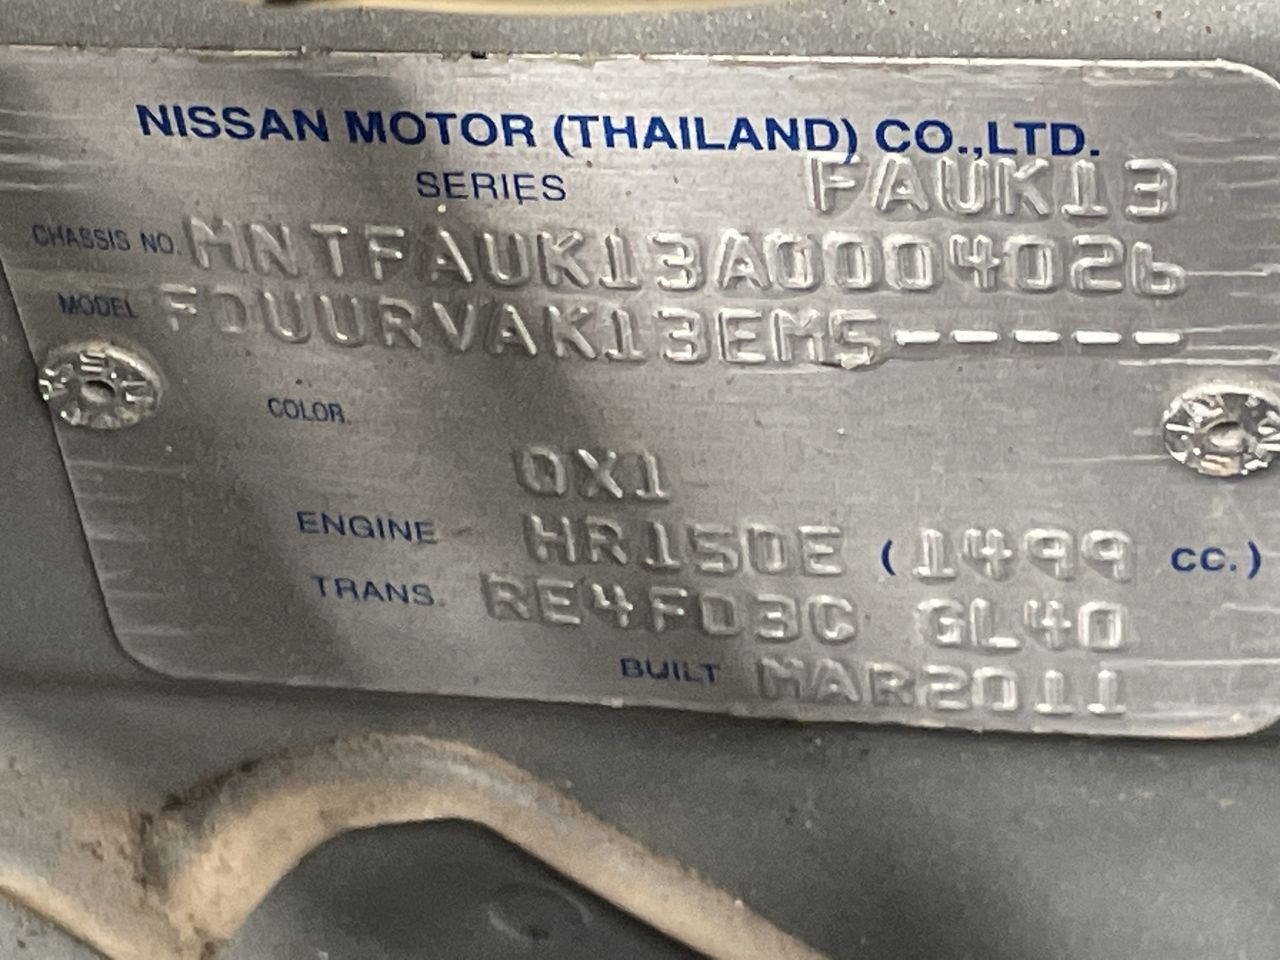 NISSAN MOTOR (THAILAND) CO.,LTD.
SERIES FAUK13
CHASSIS NO. MNTFAUK13A0004026
MODEL FDUURVAK13EMS-----
COLOR.
QX1
ENGINE HR15DE (1499 cc.)
TRANS. RE4F03C GL40
BUILT MAR2011